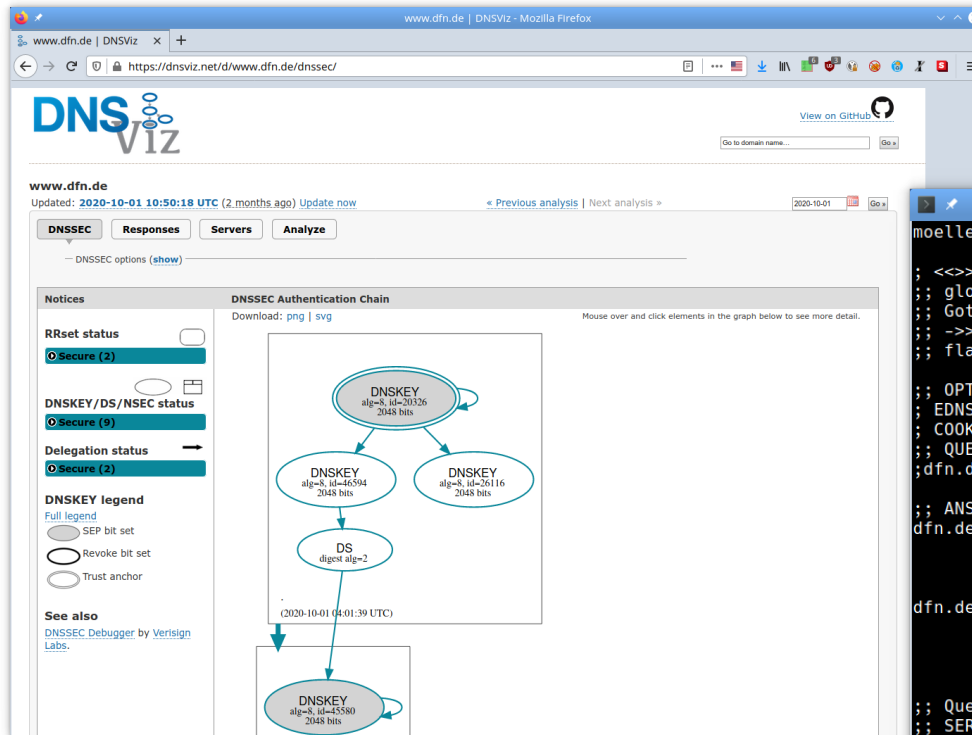 www.dfn.de | DNSViz - Mozilla Firefox
www.dfn.de | DNSViz × +
https://dnsviz.net/d/www.dfn.de/dnssec/
DNS
Viz
View on GitHub
Go to domain name... Go »
www.dfn.de
Updated: 2020-10-01 10:50:18 UTC (2 months ago) Update now
« Previous analysis | Next analysis »
2020-10-01 Go »
DNSSEC Responses Servers Analyze
DNSSEC options (show)
Notices
RRset status
Secure (2)
DNSKEY/DS/NSEC status
Secure (9)
Delegation status
Secure (2)
DNSKEY legend
Full legend
SEP bit set
Revoke bit set
Trust anchor
See also
DNSSEC Debugger by Verisign
Labs.
DNSSEC Authentication Chain
Download: png | svg
Mouse over and click elements in the graph below to see more detail.
DNSKEY
alg=8, id=20326
2048 bits
DNSKEY
alg=8, id=46594
2048 bits
DNSKEY
alg=8, id=26116
2048 bits
DS
digest alg=2
.
(2020-10-01 04:01:39 UTC)
DNSKEY
alg=8, id=45580
2048 bits
moelle
; <<>>
;; glo
;; Got
;; ->>
;; fla
;; OPT
; EDNS
; COOK
;; QUE
;dfn.d
;; ANS
dfn.de
dfn.de
;; Que
;; SER